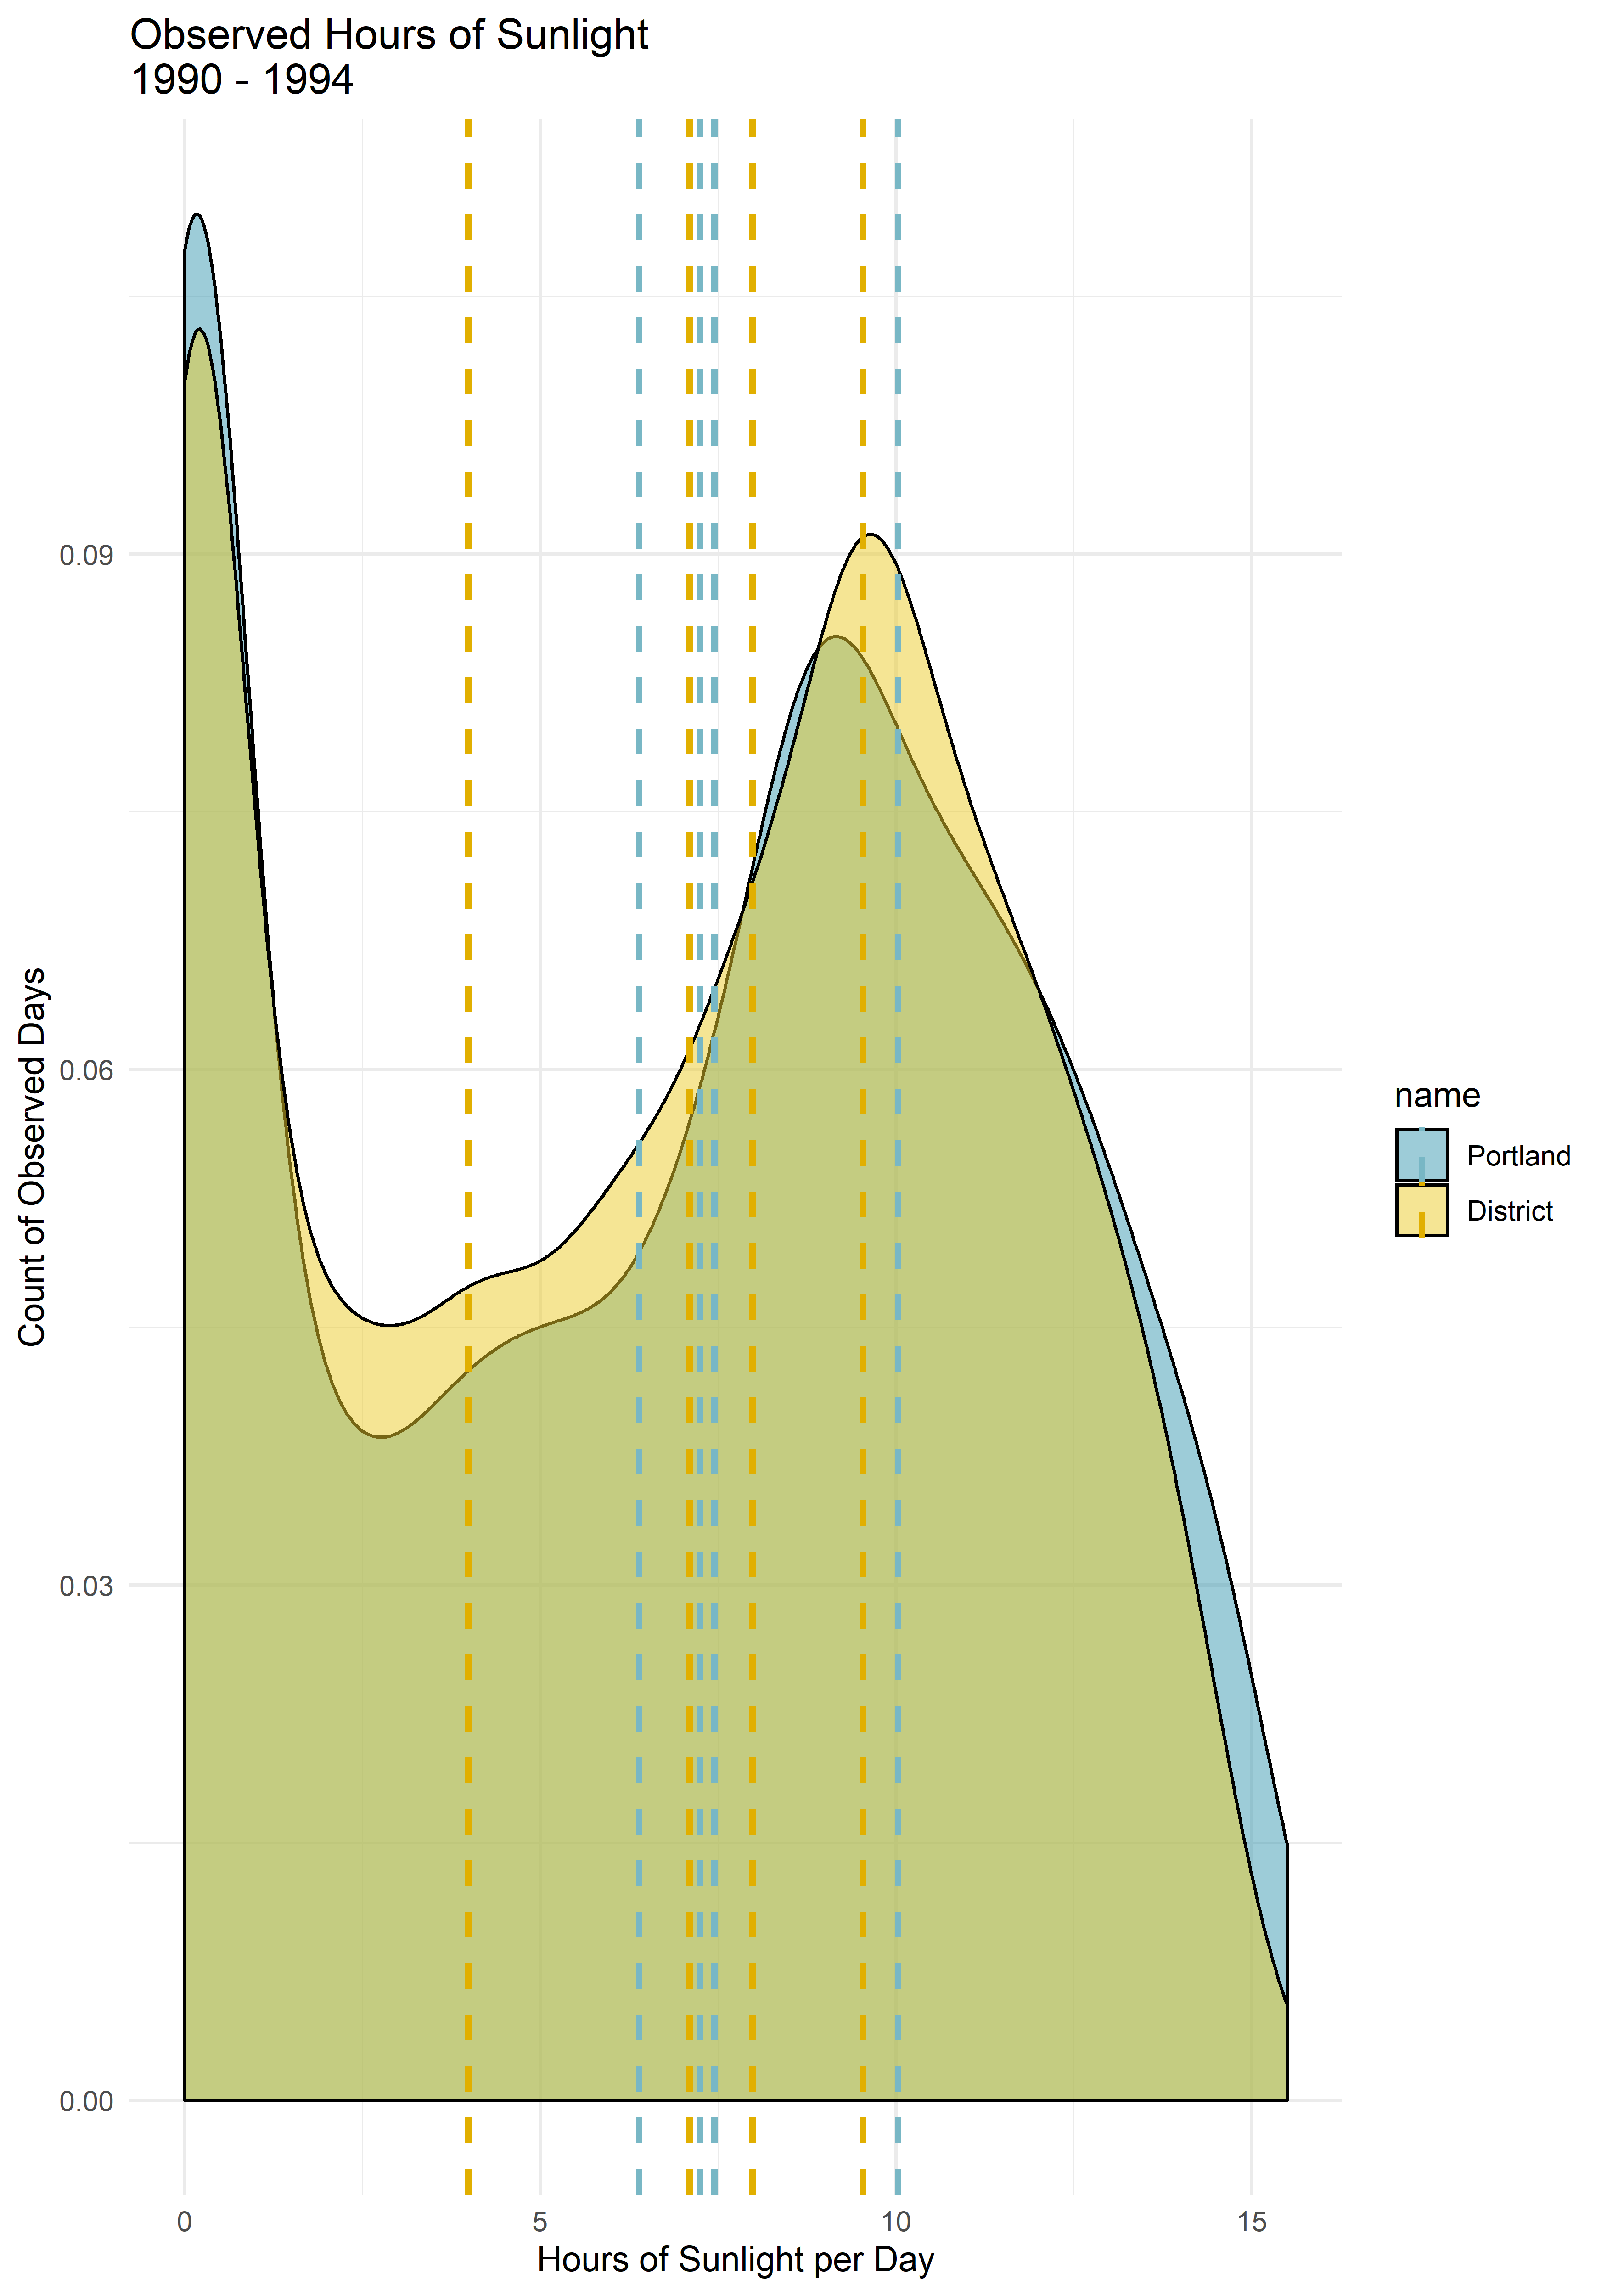 Observed Hours of Sunlight
1990 - 1994
Count of Observed Days
0.09
0.06
0.03
0.00
0
5
10
15
Hours of Sunlight per Day
name
Portland
District